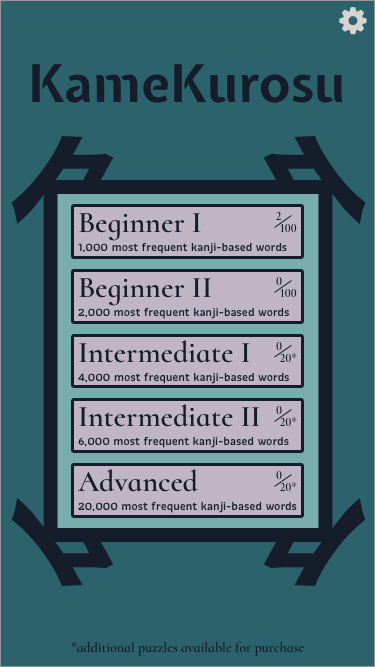 KameKurosu
Beginner I 2/100
1,000 most frequent kanji-based words
Beginner II 0/100
2,000 most frequent kanji-based words
Intermediate I 0/20*
4,000 most frequent kanji-based words
Intermediate II 0/20*
6,000 most frequent kanji-based words
Advanced 0/20*
20,000 most frequent kanji-based words
*additional puzzles available for purchase